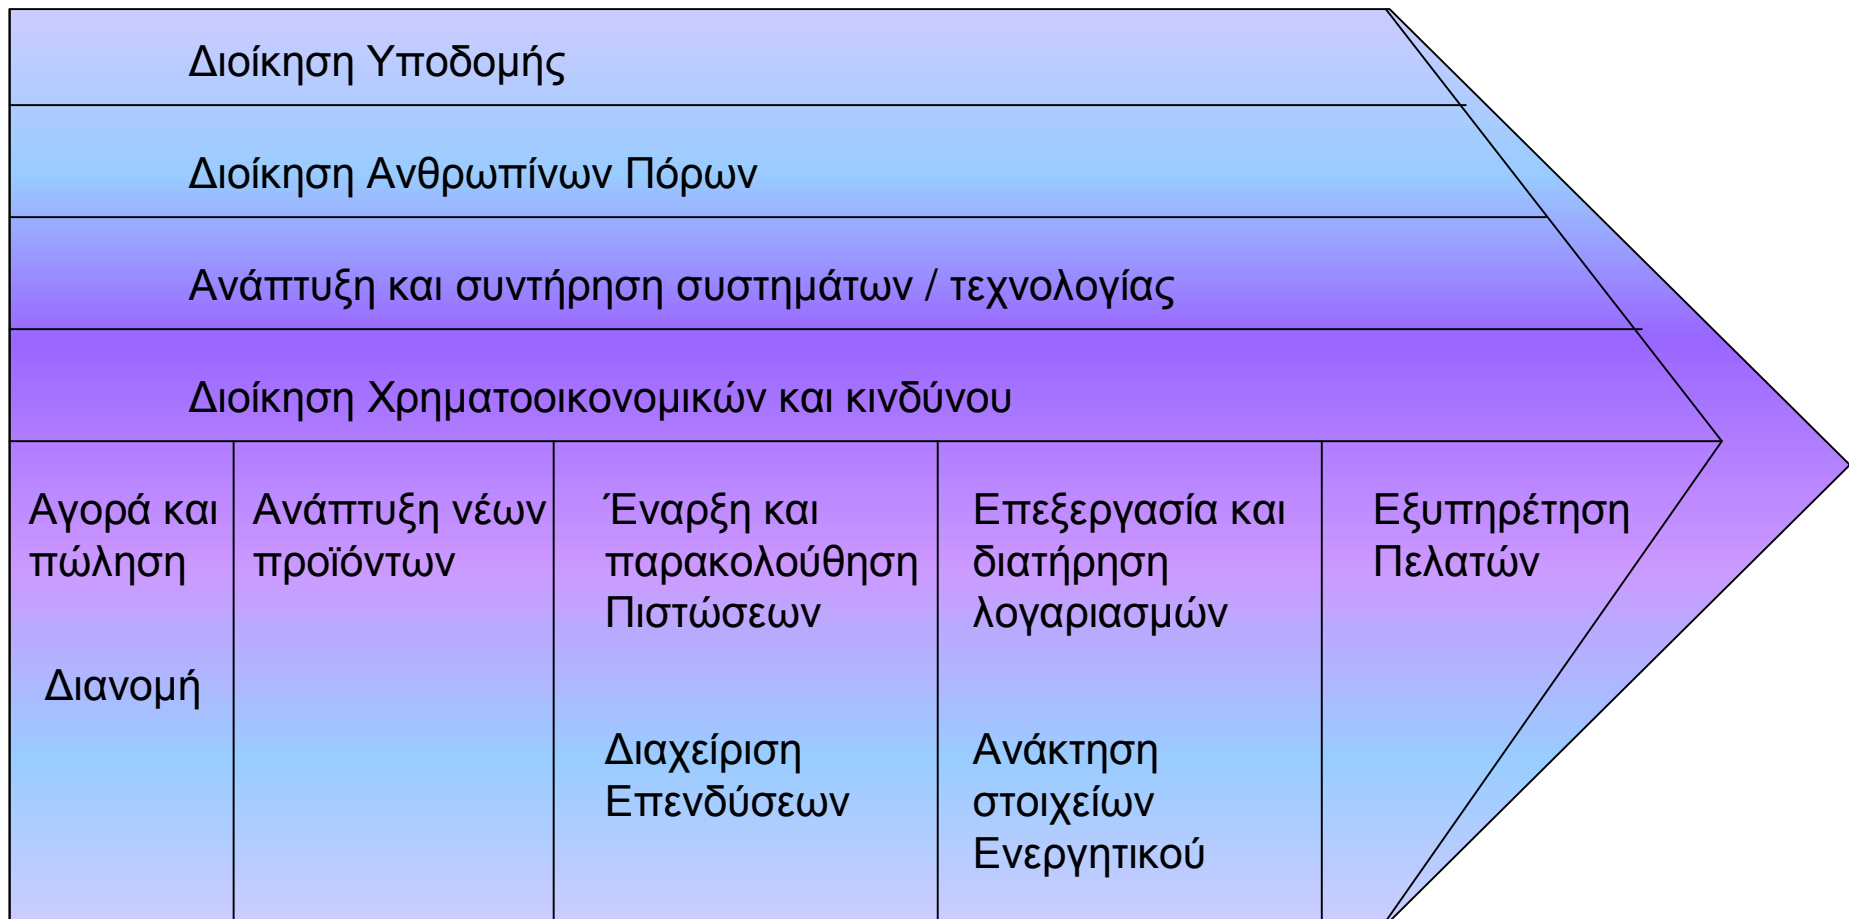 Διοίκηση Υποδομής
Διοίκηση Ανθρωπίνων Πόρων
Ανάπτυξη και συντήρηση συστημάτων / τεχνολογίας
Διοίκηση Χρηματοοικονομικών και κινδύνου
Αγορά και
πώληση
Διανομή
Ανάπτυξη νέων
προϊόντων
Έναρξη και
παρακολούθηση
Πιστώσεων
Διαχείριση
Επενδύσεων
Επεξεργασία και
διατήρηση
λογαριασμών
Ανάκτηση
στοιχείων
Ενεργητικού
Εξυπηρέτηση
Πελατών